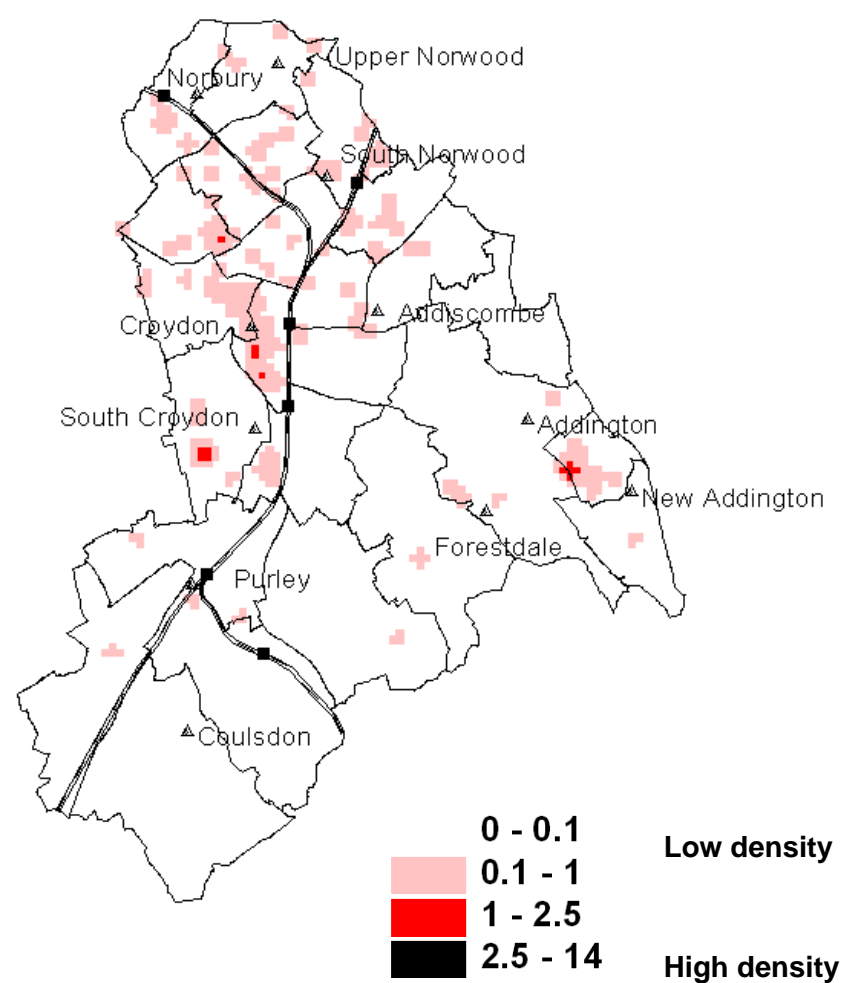 Upper Norwood
Norbury
South Norwood
Croydon
Addiscombe
South Croydon
Addington
New Addington
Forestdale
Purley
Coulsdon
0 - 0.1
Low density
0.1 - 1
1 - 2.5
2.5 - 14
High density